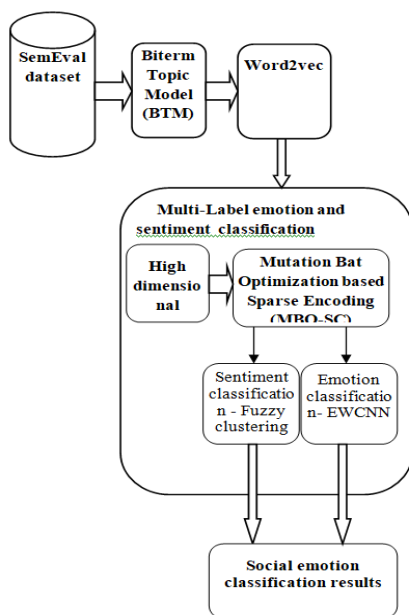 SemEval
dataset
Biterm
Topic
Model
(BTM)
Word2vec
Multi-Label emotion and
sentiment classification
High
dimensio
nal
Mutation Bat
Optimization based
Sparse Encoding
(MBO-SC)
Sentiment
classificatio
n - Fuzzy
clustering
Emotion
classificatio
n- EWCNN
Social emotion
classification results